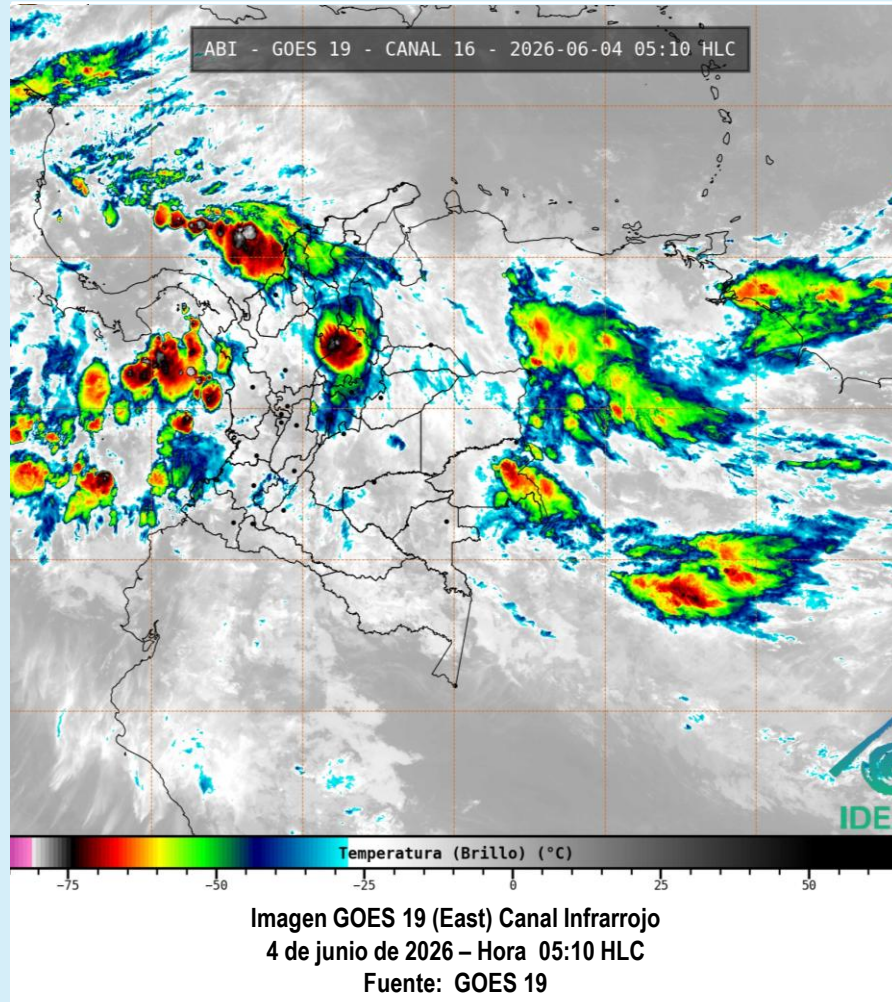 ABI - GOES 19 - CANAL 16 - 2026-06-04 05:10 HLC
IDE
Temperatura (Brillo) (°C)
−75 −50 −25 0 25 50
Imagen GOES 19 (East) Canal Infrarrojo
4 de junio de 2026 – Hora 05:10 HLC
Fuente: GOES 19